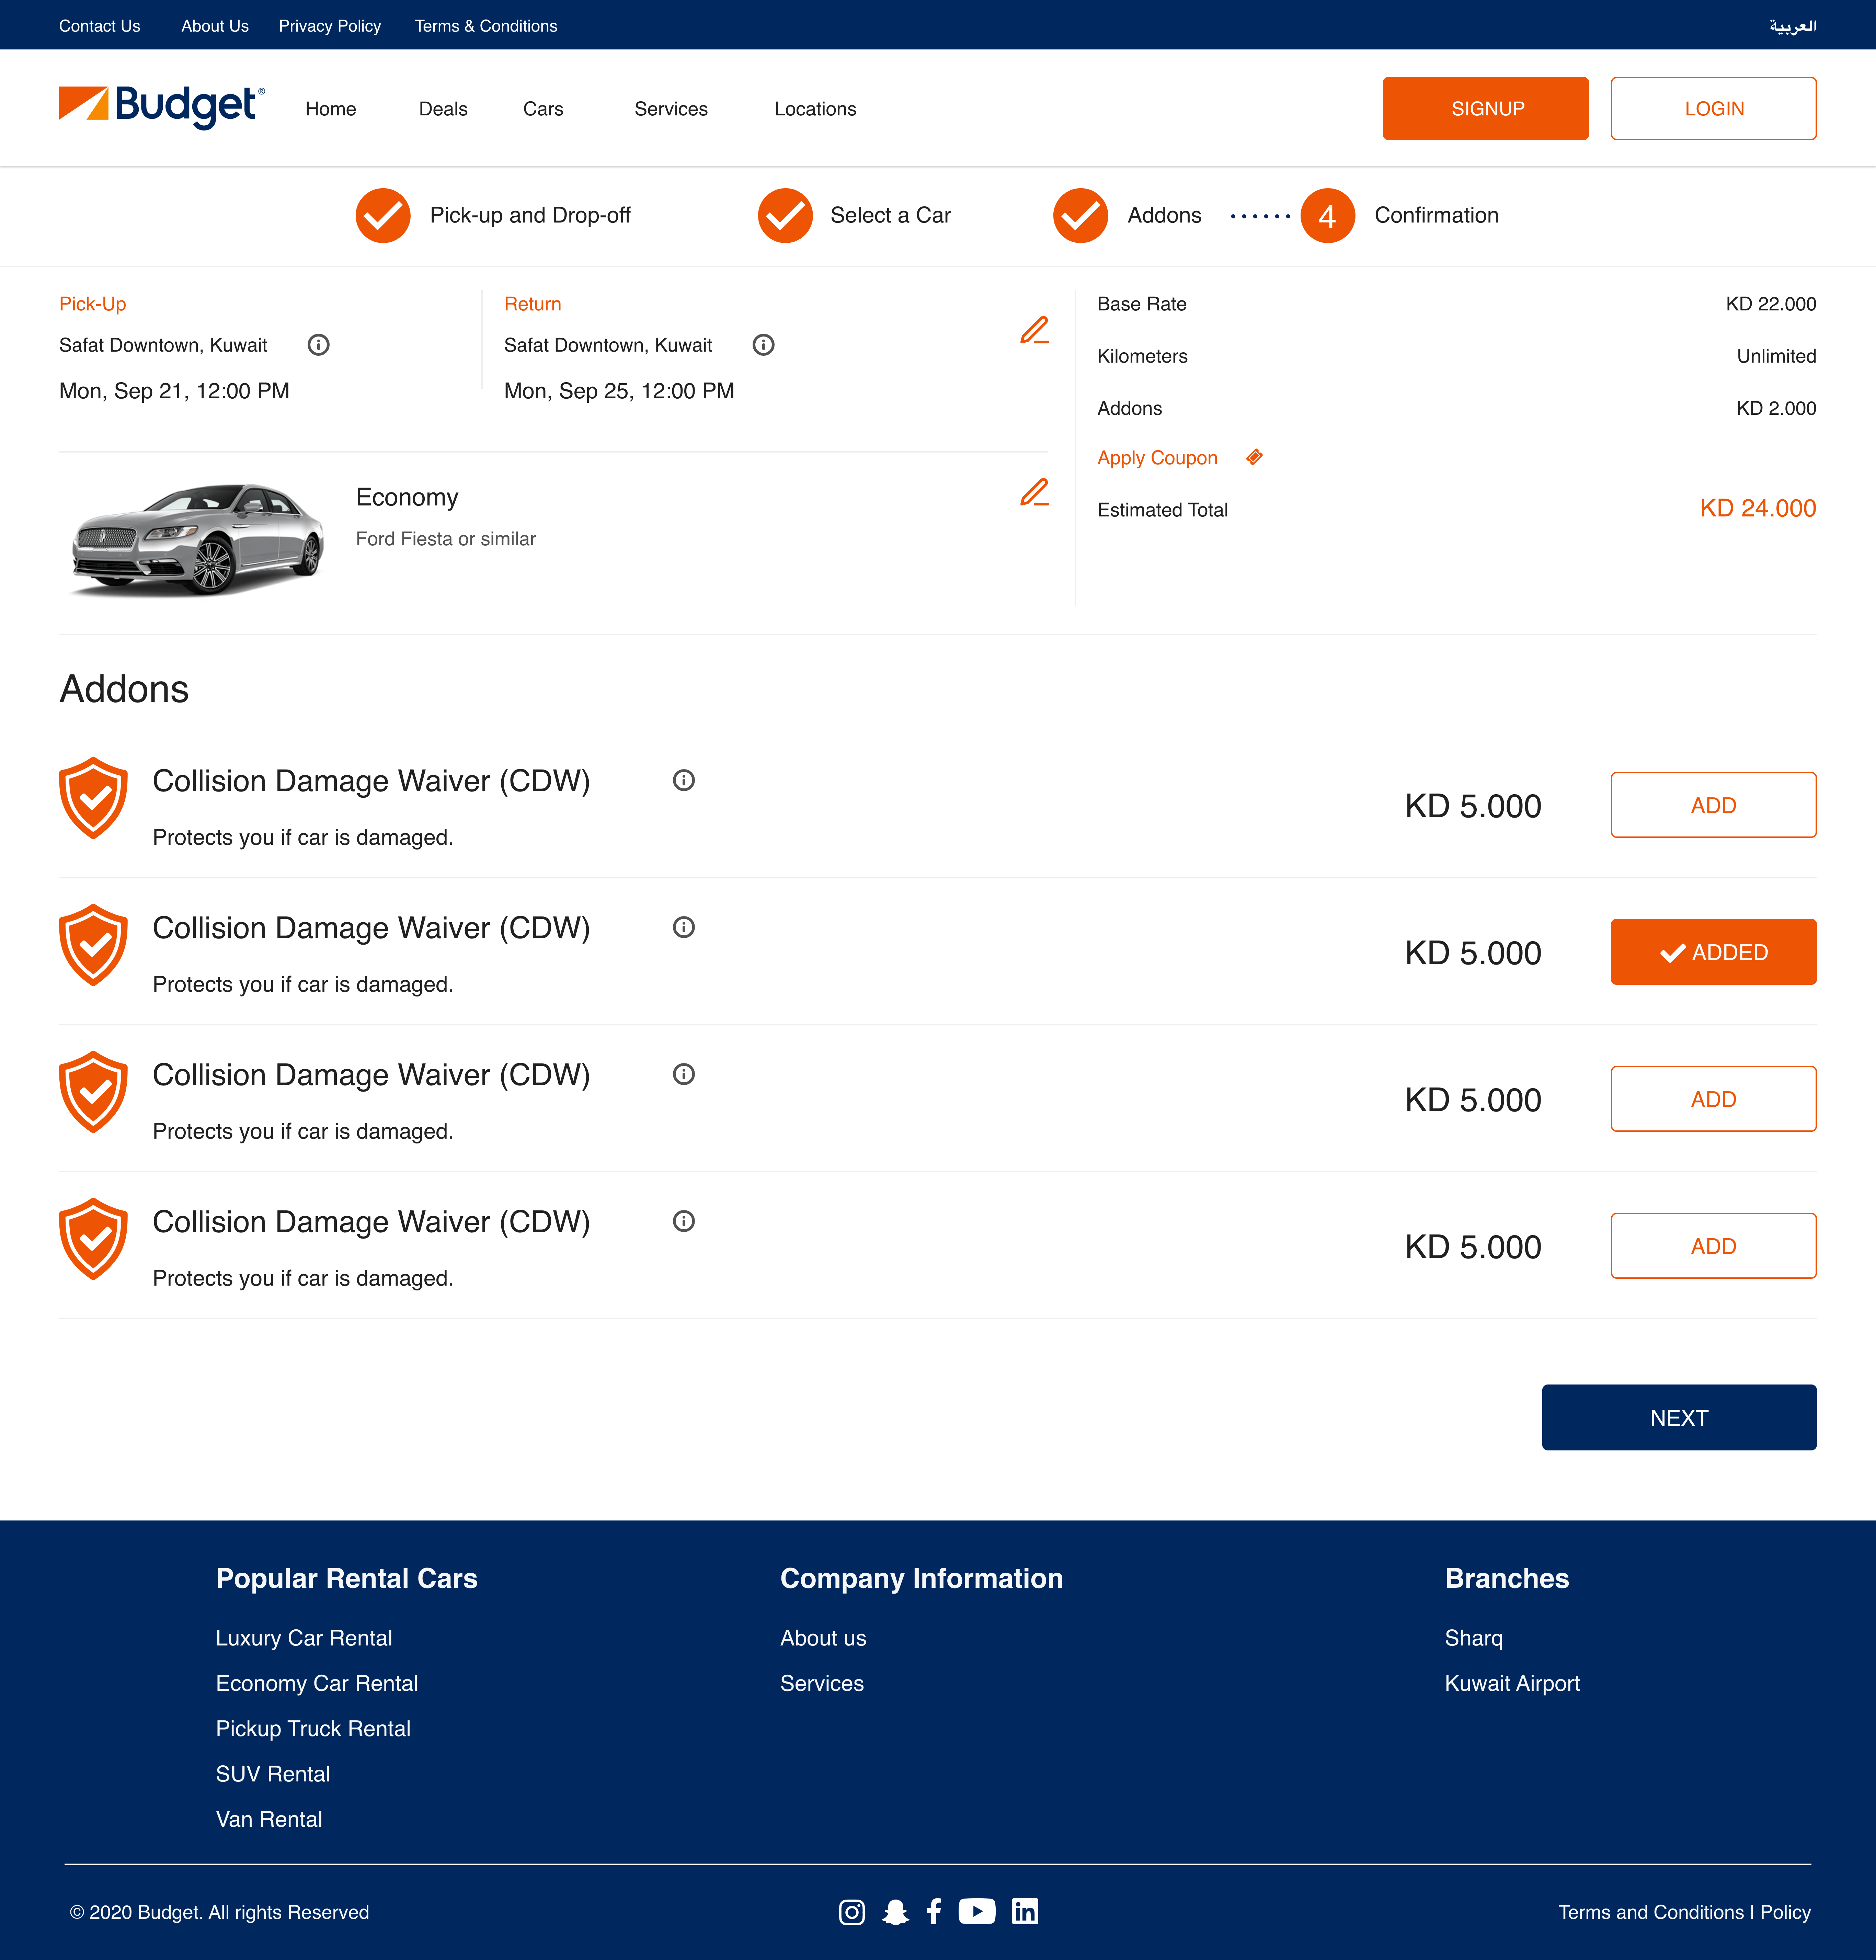 Contact Us About Us Privacy Policy Terms & Conditions العربية
Budget® Home Deals Cars Services Locations SIGNUP LOGIN
Pick-up and Drop-off Select a Car Addons 4 Confirmation
Pick-Up
Safat Downtown, Kuwait
Mon, Sep 21, 12:00 PM
Return
Safat Downtown, Kuwait
Mon, Sep 25, 12:00 PM
Economy
Ford Fiesta or similar
Base Rate KD 22.000
Kilometers Unlimited
Addons KD 2.000
Apply Coupon
Estimated Total KD 24.000
Addons
Collision Damage Waiver (CDW)
Protects you if car is damaged.
KD 5.000 ADD
Collision Damage Waiver (CDW)
Protects you if car is damaged.
KD 5.000 ADDED
Collision Damage Waiver (CDW)
Protects you if car is damaged.
KD 5.000 ADD
Collision Damage Waiver (CDW)
Protects you if car is damaged.
KD 5.000 ADD
NEXT
Popular Rental Cars
Luxury Car Rental
Economy Car Rental
Pickup Truck Rental
SUV Rental
Van Rental
Company Information
About us
Services
Branches
Sharq
Kuwait Airport
© 2020 Budget. All rights Reserved
Terms and Conditions | Policy